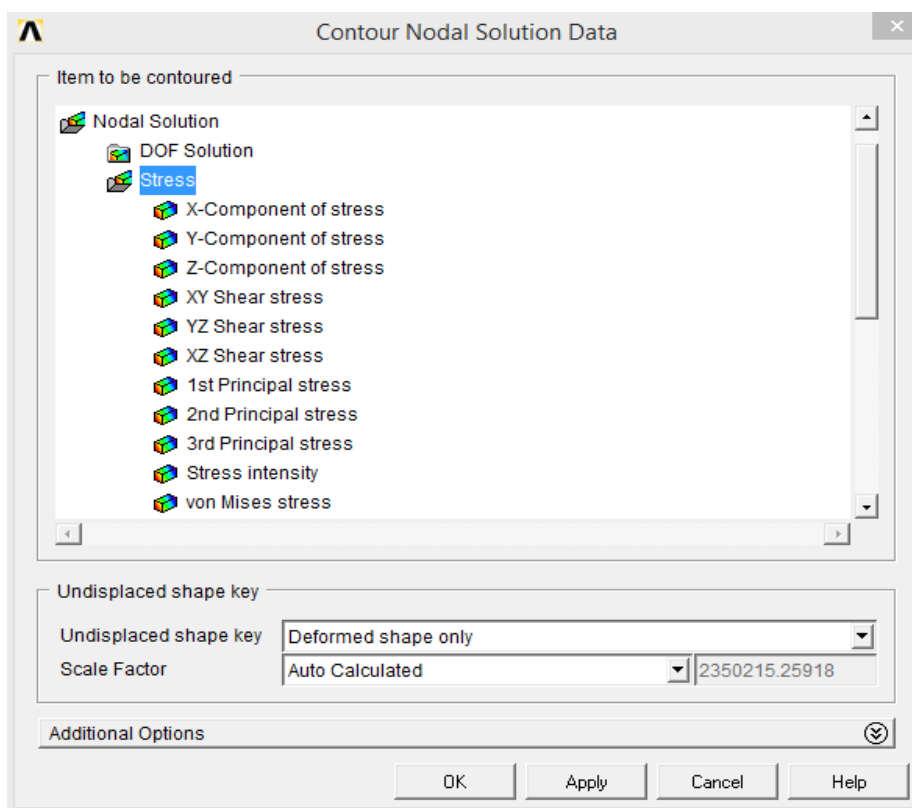 Contour Nodal Solution Data
Item to be contoured
Nodal Solution
DOF Solution
Stress
X-Component of stress
Y-Component of stress
Z-Component of stress
XY Shear stress
YZ Shear stress
XZ Shear stress
1st Principal stress
2nd Principal stress
3rd Principal stress
Stress intensity
von Mises stress
Undisplaced shape key
Undisplaced shape key Deformed shape only
Scale Factor Auto Calculated 2350215.25918
Additional Options
OK Apply Cancel Help